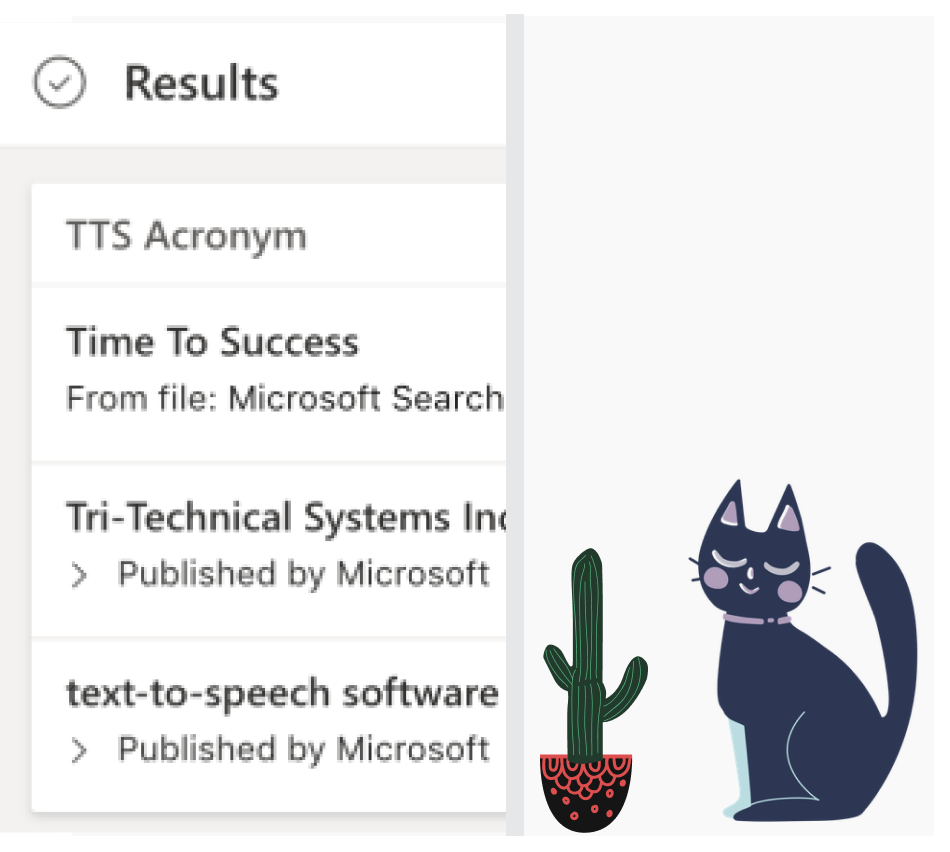 Results
TTS Acronym
Time To Success
From file: Microsoft Search
Tri-Technical Systems Inc
Published by Microsoft
text-to-speech software
Published by Microsoft